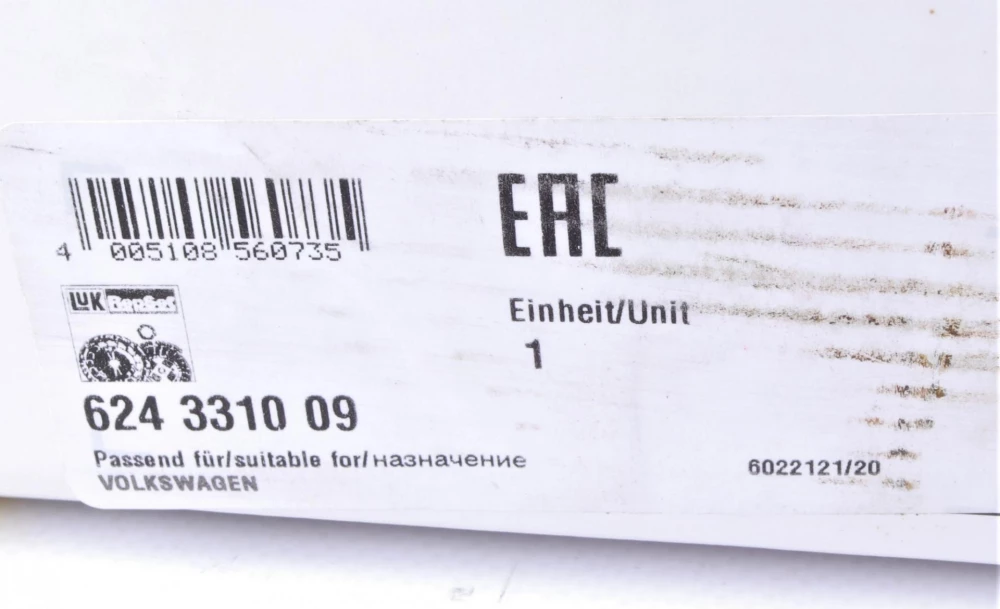 EAC
4 005108 560735
LuK RepSet
Einheit/Unit
1
624 3310 09
Passend für/suitable for/назначение
VOLKSWAGEN
6022121/20